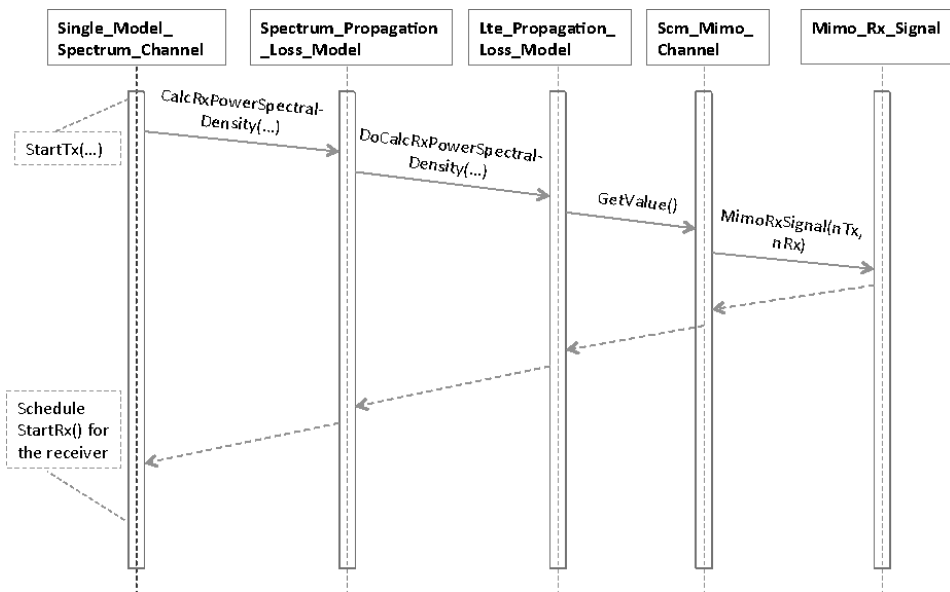 Single_Model_
Spectrum_Channel
Spectrum_Propagation
_Loss_Model
Lte_Propagation_
Loss_Model
Scm_Mimo_
Channel
Mimo_Rx_Signal
StartTx(...)
CalcRxPowerSpectral-
Density(...)
DoCalcRxPowerSpectral-
Density(...)
GetValue()
MimoRxSignal(nTx,
nRx)
Schedule
StartRx() for
the receiver